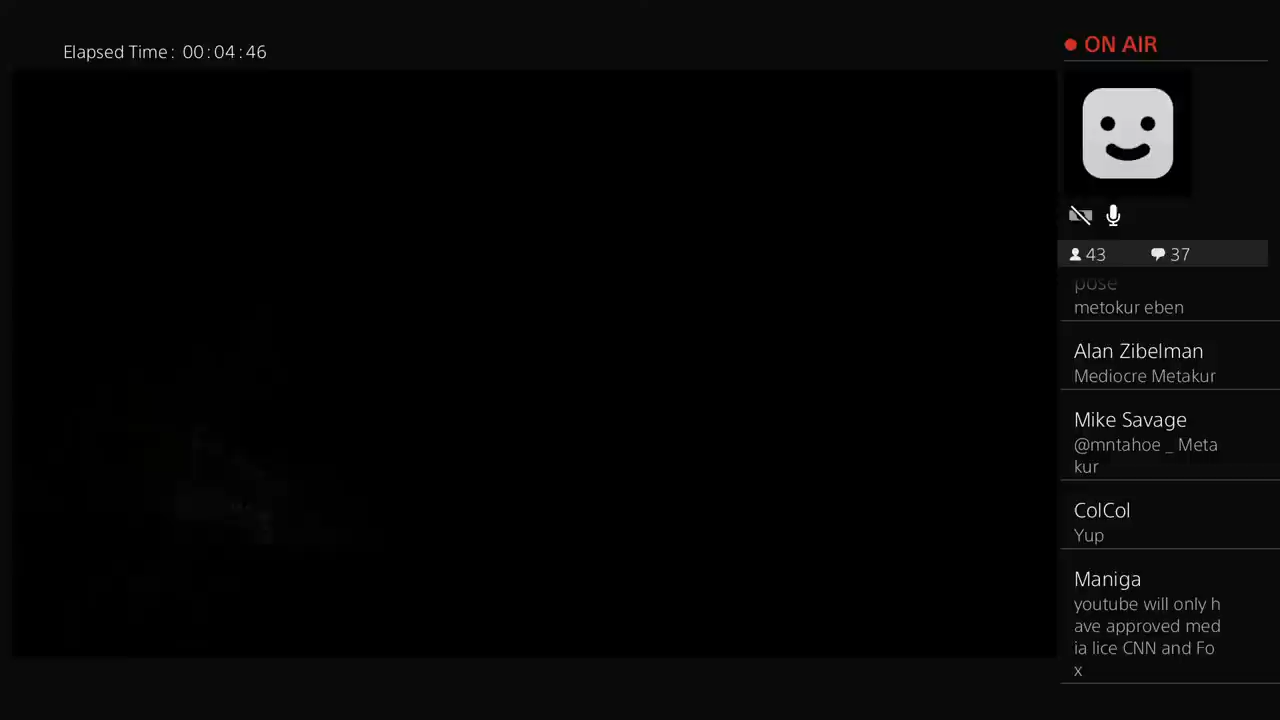 Elapsed Time: 00:04:46
ON AIR
43 37
pose
metokur eben
Alan Zibelman
Mediocre Metakur
Mike Savage
@mntahoe _ Meta
kur
ColCol
Yup
Maniga
youtube will only h
ave approved med
ia lice CNN and Fo
x